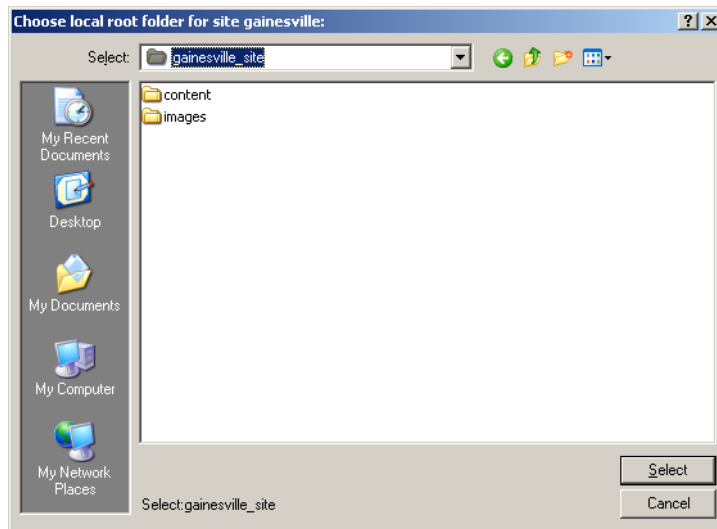 Choose local root folder for site gainesville:
Select: gainesville_site
content
images
My Recent
Documents
Desktop
My Documents
My Computer
My Network
Places
Select:gainesville_site
Select
Cancel